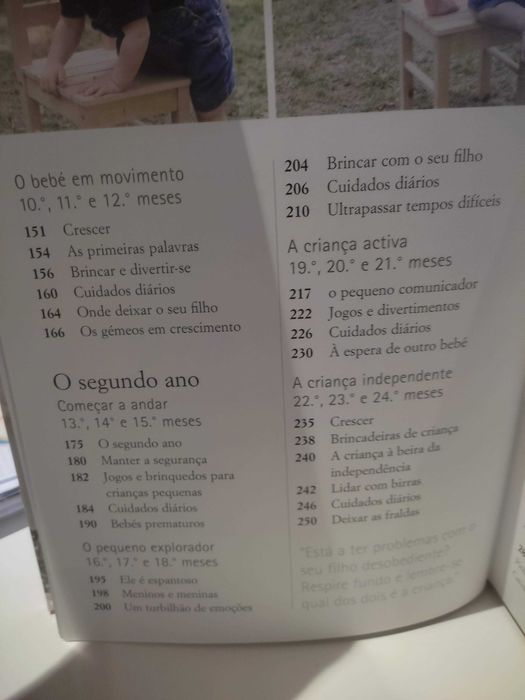 O bebé em movimento
10.°, 11.° e 12.° meses
151 Crescer
154 As primeiras palavras
156 Brincar e divertir-se
160 Cuidados diários
164 Onde deixar o seu filho
166 Os gémeos em crescimento
O segundo ano
Começar a andar
13.°, 14° e 15.° meses
175 O segundo ano
180 Manter a segurança
182 Jogos e brinquedos para
crianças pequenas
184 Cuidados diários
190 Bebés prematuros
O pequeno explorador
16.°, 17.° e 18.° meses
195 Ele é espantoso
198 Meninos e meninas
200 Um turbilhão de emoções
204 Brincar com o seu filho
206 Cuidados diários
210 Ultrapassar tempos difíceis
A criança activa
19.°, 20.° e 21.° meses
217 o pequeno comunicador
222 Jogos e divertimentos
226 Cuidados diários
230 À espera de outro bebé
A criança independente
22.°, 23.° e 24.° meses
235 Crescer
238 Brincadeiras de criança
240 A criança à beira da
independência
242 Lidar com birras
246 Cuidados diários
250 Deixar as fraldas
"Está a ter problemas com o
seu filho desobediente?
Respire fundo e lembre-se
qual dos dois é a criança."